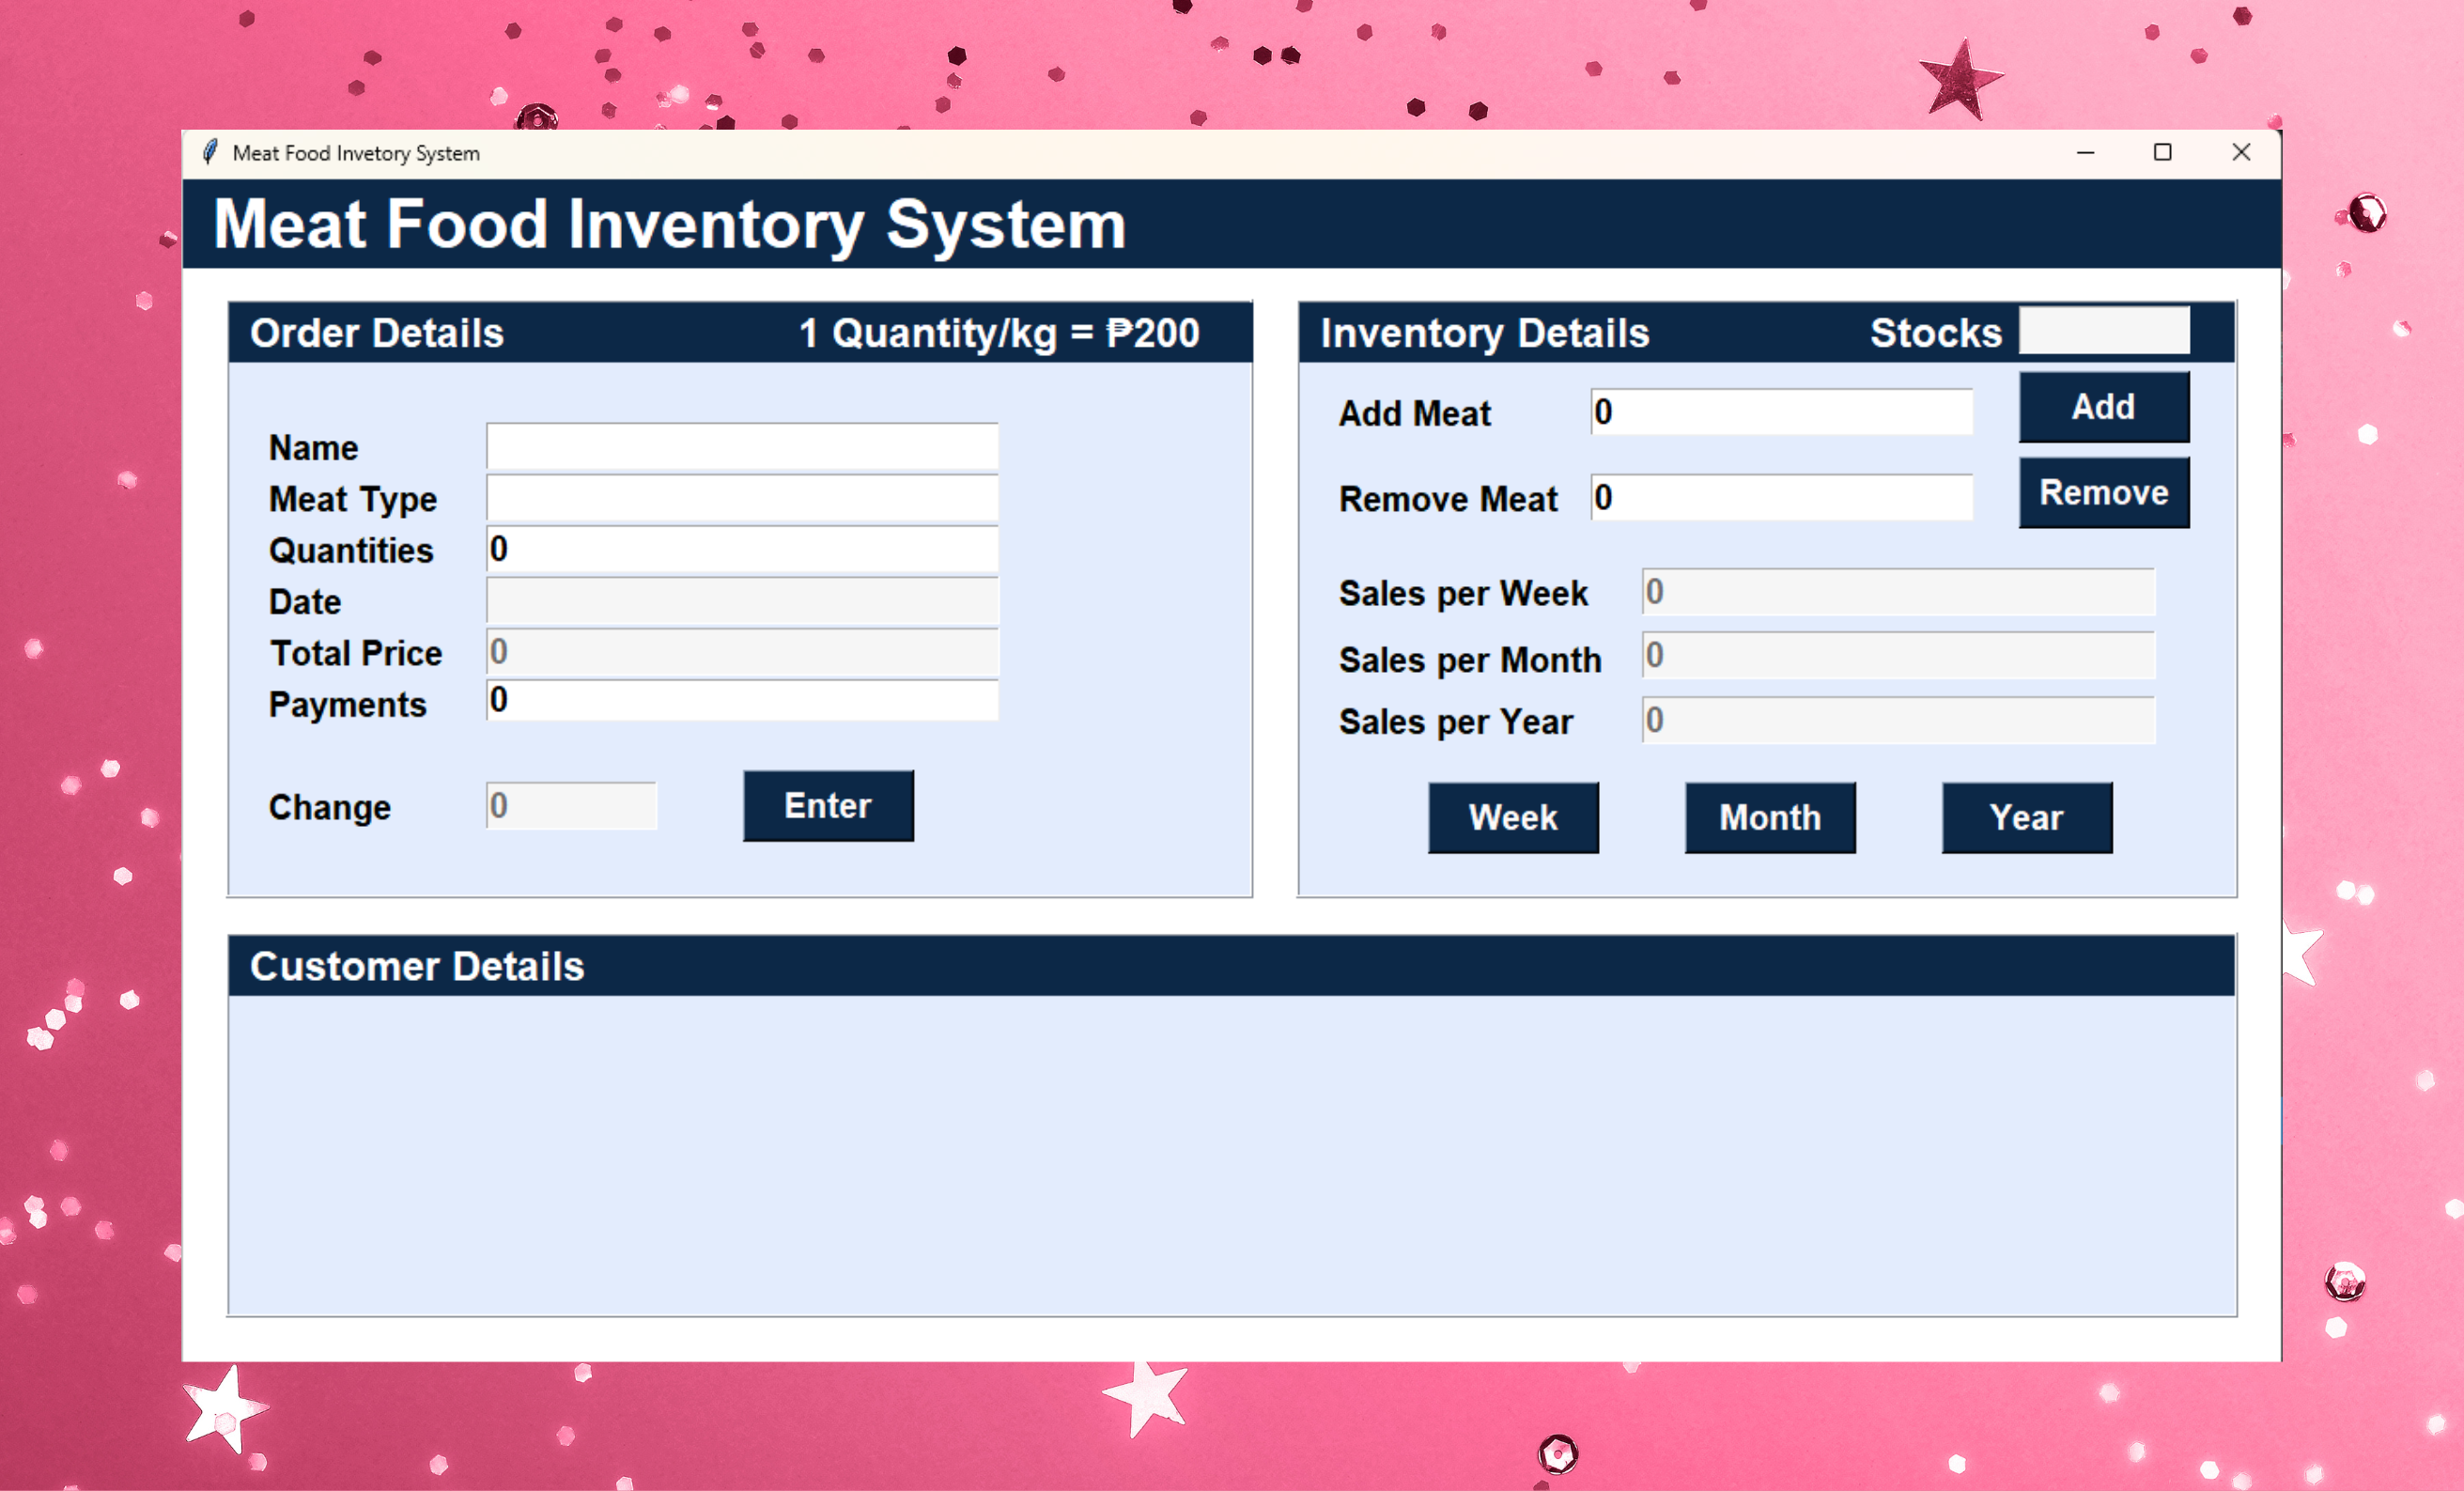 Meat Food Invetory System
Meat Food Inventory System
Order Details 1 Quantity/kg = ₱200
Name
Meat Type
Quantities 0
Date
Total Price 0
Payments 0
Change 0 Enter
Inventory Details Stocks
Add Meat 0 Add
Remove Meat 0 Remove
Sales per Week 0
Sales per Month 0
Sales per Year 0
Week Month Year
Customer Details